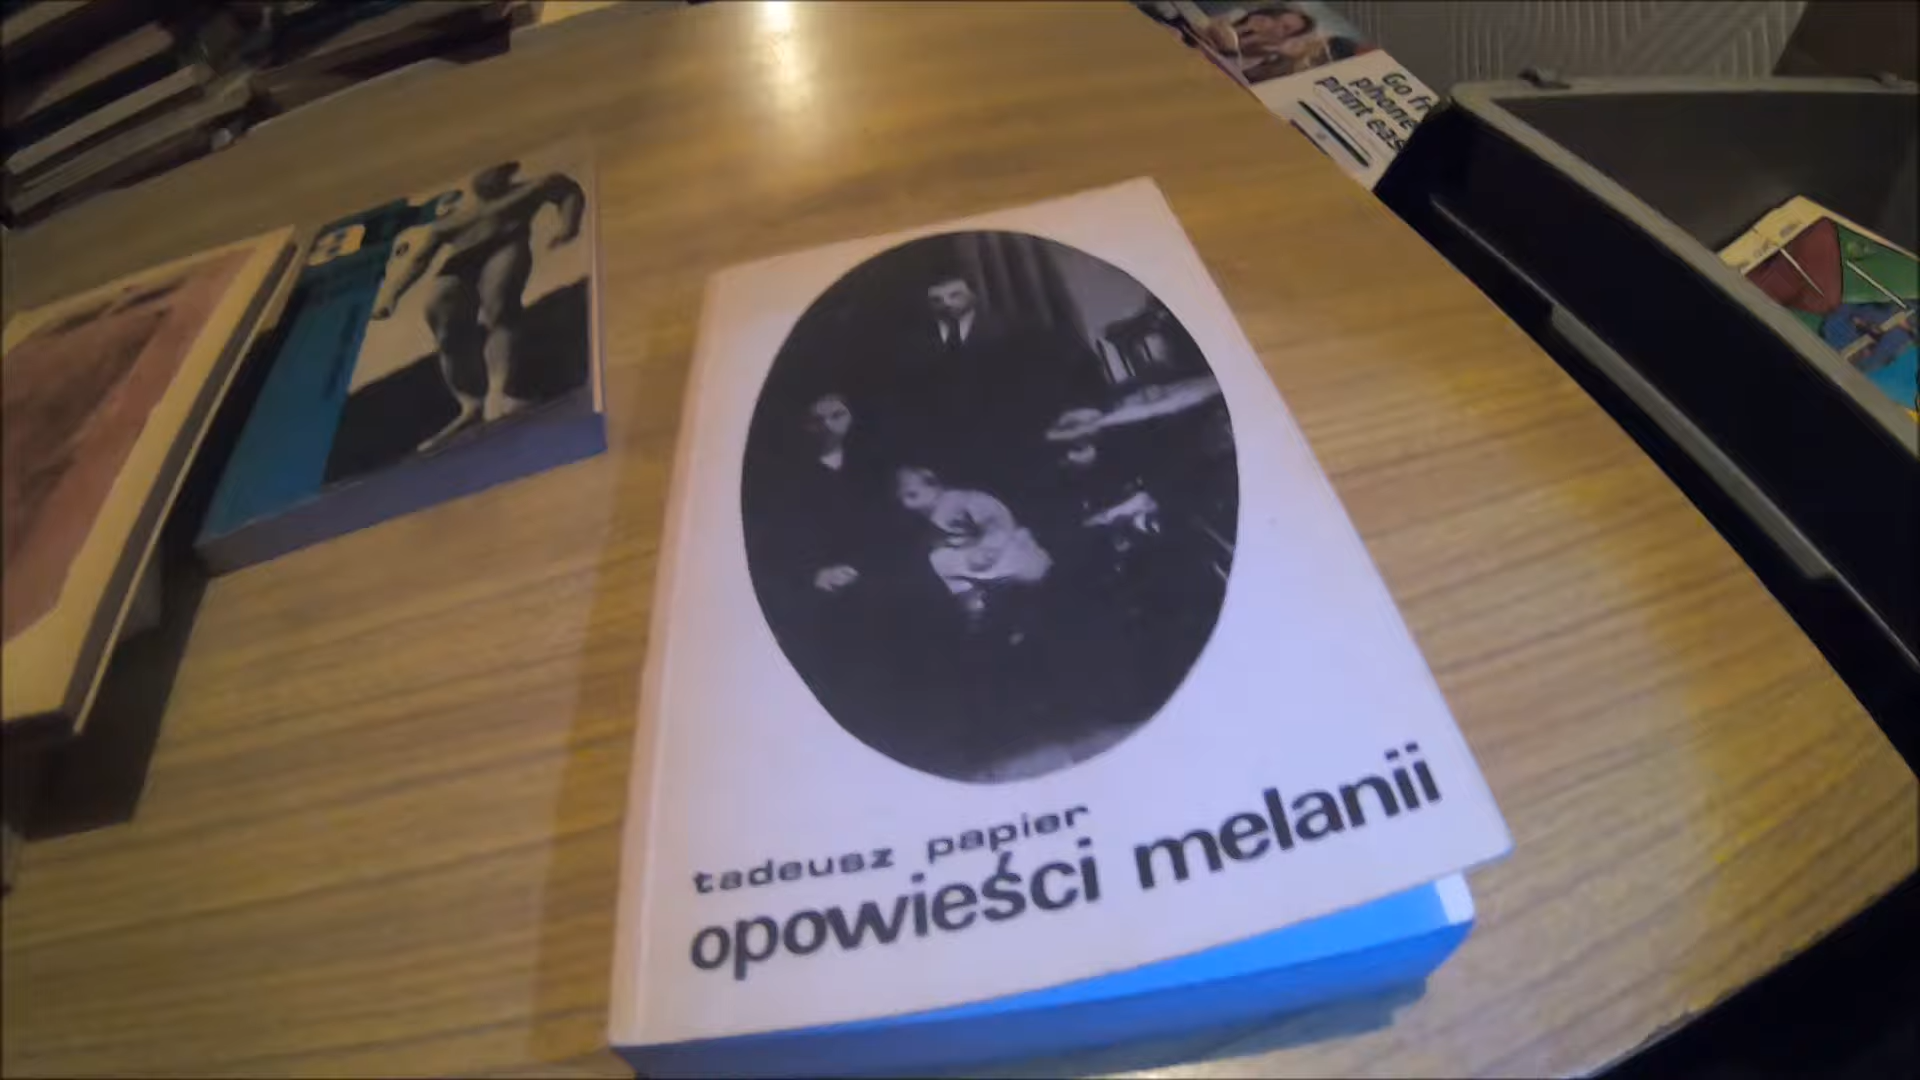 Go fr
phone
print eas
tadeusz papier
opowieści melanii